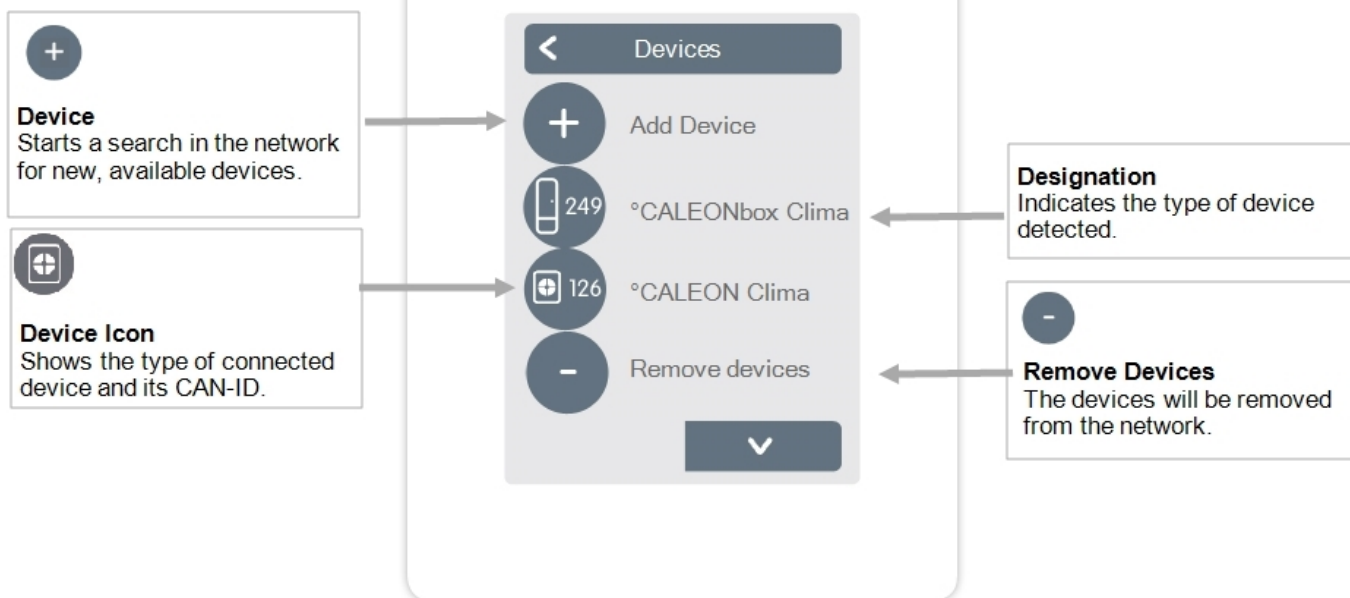 +
Device
Starts a search in the network
for new, available devices.
Device Icon
Shows the type of connected
device and its CAN-ID.
< Devices
+ Add Device
249 °CALEONbox Clima
126 °CALEON Clima
- Remove devices
Designation
Indicates the type of device
detected.
-
Remove Devices
The devices will be removed
from the network.